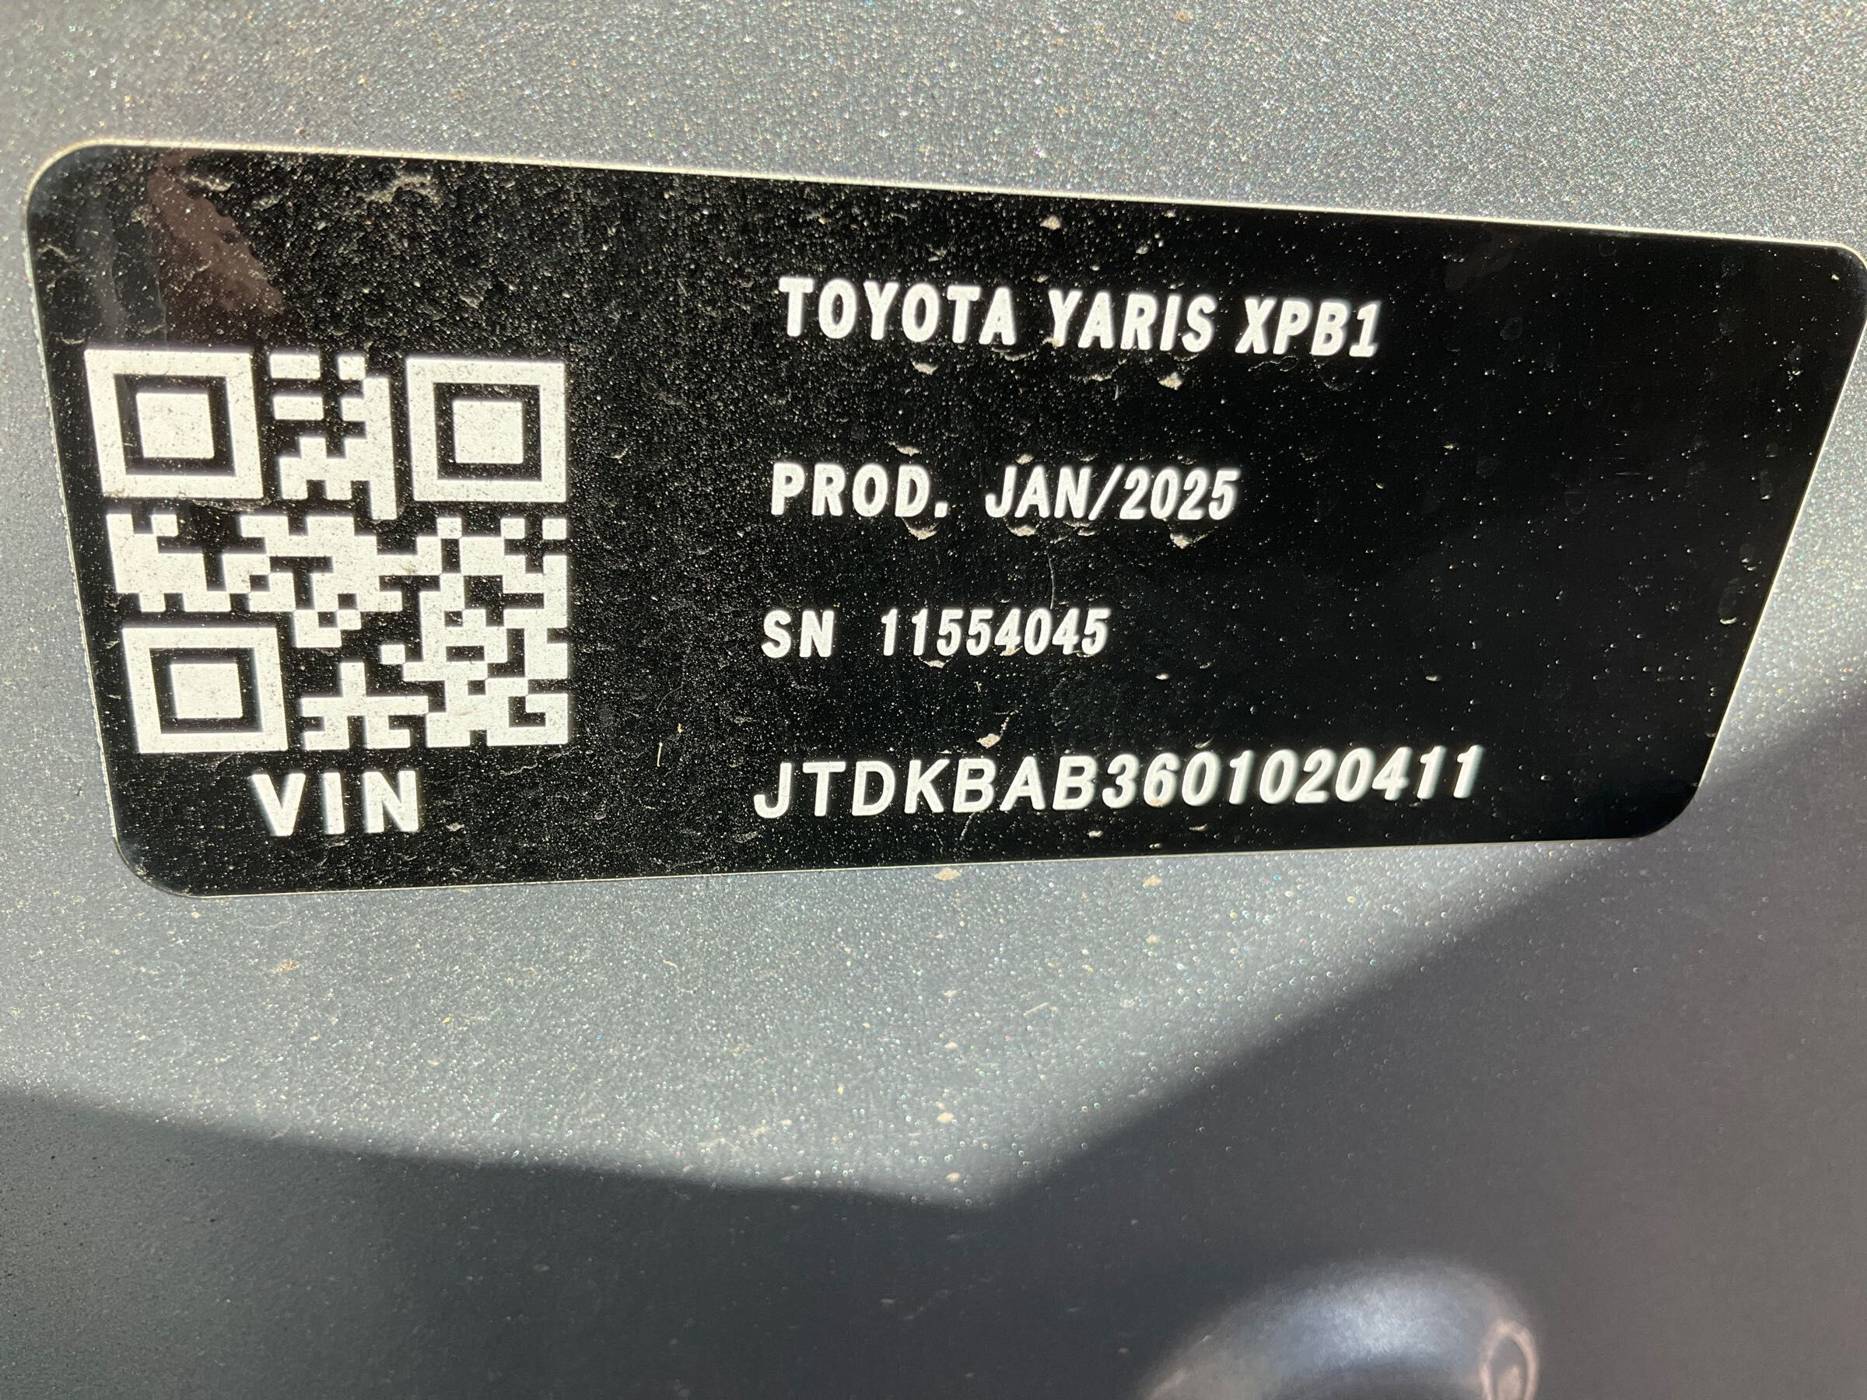 TOYOTA YARIS XPB1
PROD. JAN/2025
SN 11554045
JTDKBAB3601020411
VIN